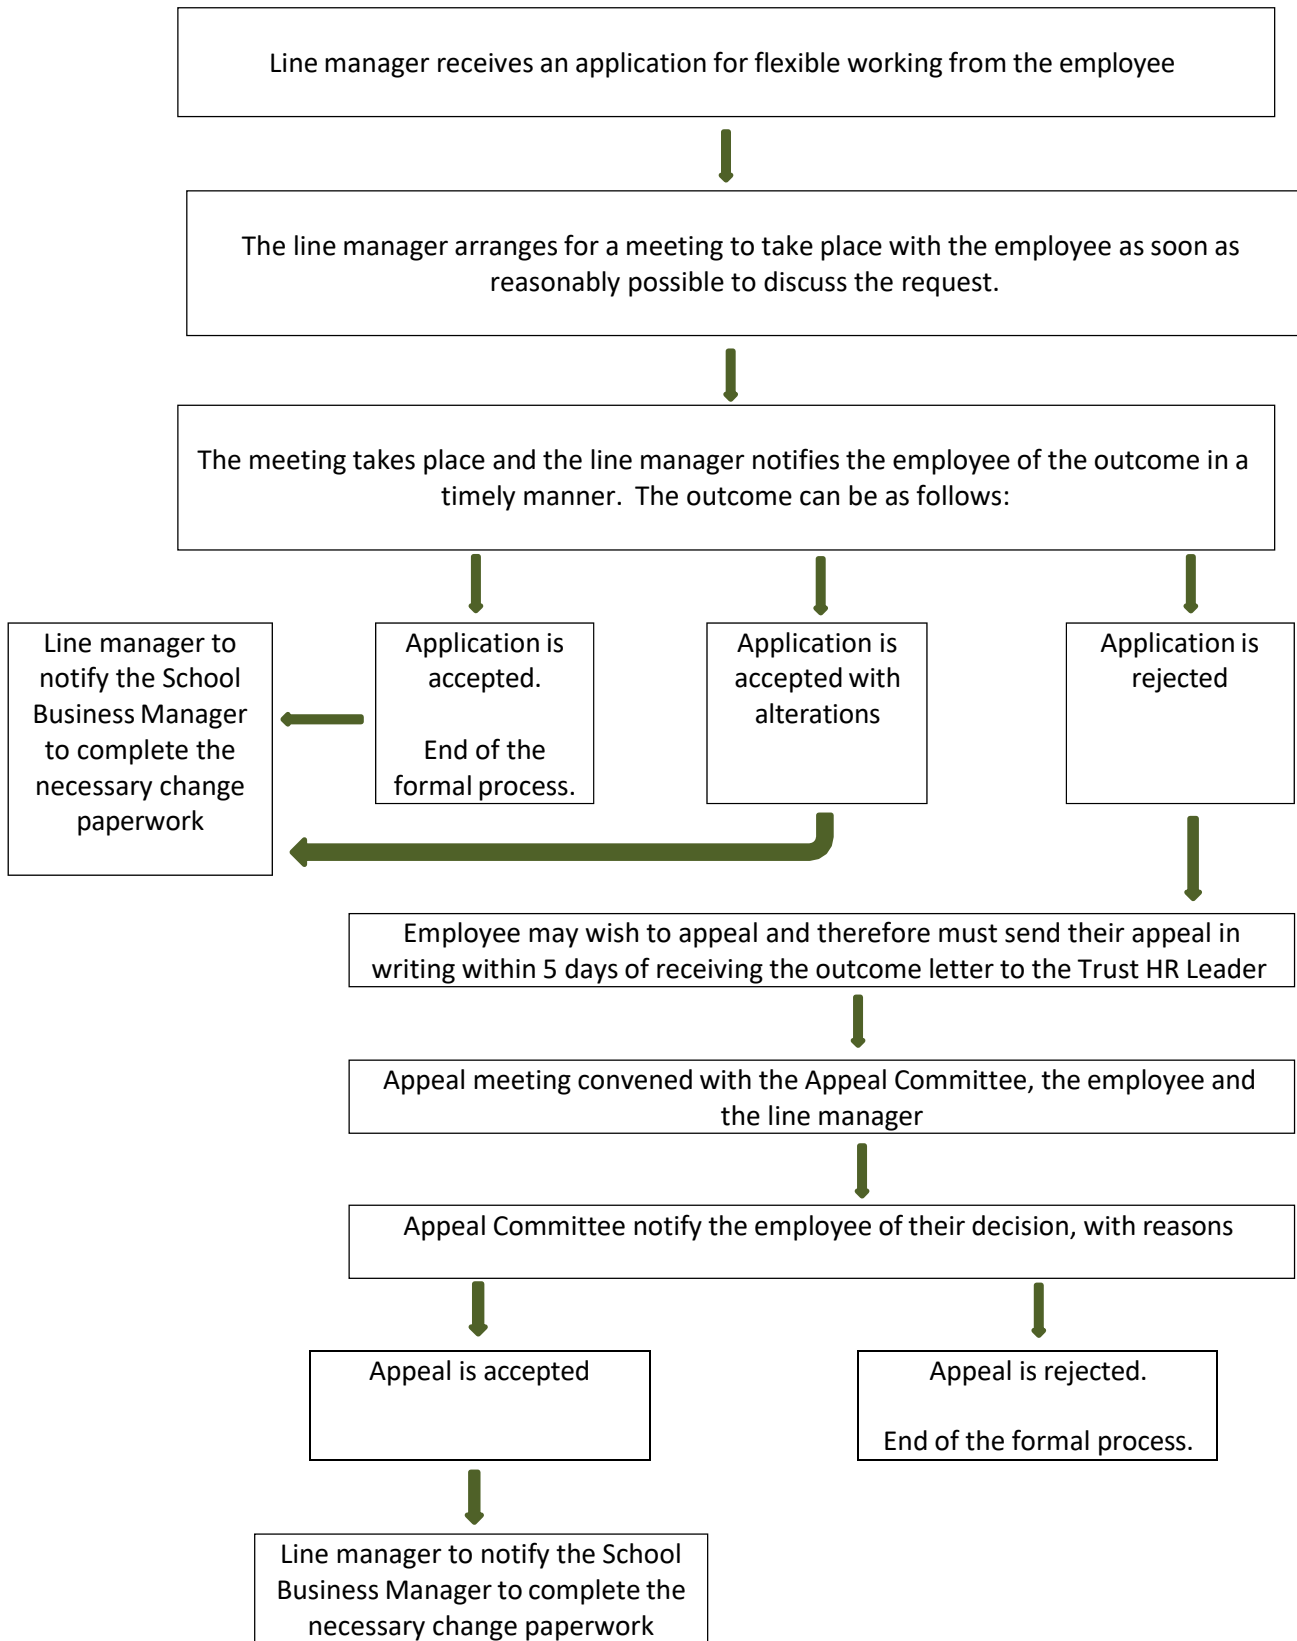 Line manager receives an application for flexible working from the employee
The line manager arranges for a meeting to take place with the employee as soon as
reasonably possible to discuss the request.
The meeting takes place and the line manager notifies the employee of the outcome in a
timely manner.  The outcome can be as follows:
Line manager to
notify the School
Business Manager
to complete the
necessary change
paperwork
Application is
accepted.
End of the
formal process.
Application is
accepted with
alterations
Application is
rejected
Employee may wish to appeal and therefore must send their appeal in
writing within 5 days of receiving the outcome letter to the Trust HR Leader
Appeal meeting convened with the Appeal Committee, the employee and
the line manager
Appeal Committee notify the employee of their decision, with reasons
Appeal is accepted
Appeal is rejected.
End of the formal process.
Line manager to notify the School
Business Manager to complete the
necessary change paperwork